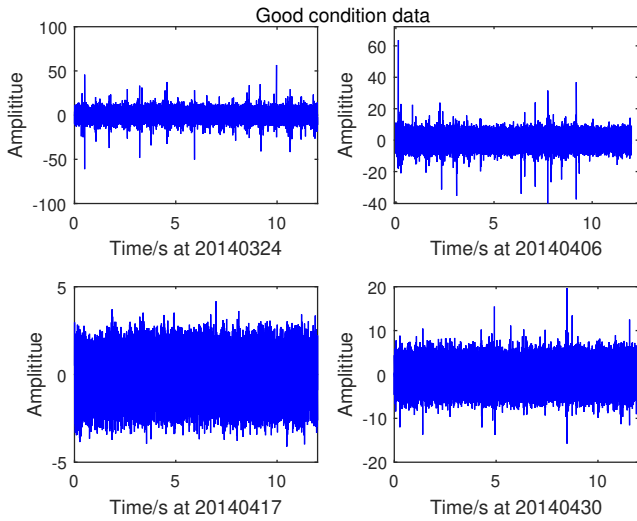 Good condition data
100
50
0
-50
-100
Amplititue
0 5 10
Time/s at 20140324
60
40
20
0
-20
-40
Amplititue
0 5 10
Time/s at 20140406
5
0
-5
Amplititue
0 5 10
Time/s at 20140417
20
10
0
-10
-20
Amplititue
0 5 10
Time/s at 20140430